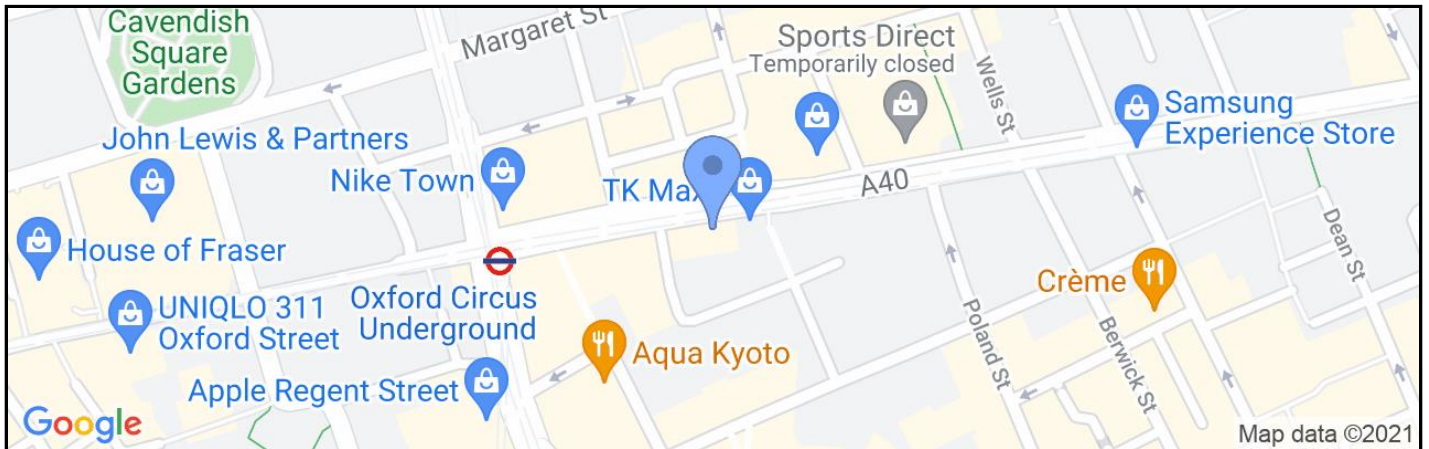 Cavendish
Square
Gardens
Margaret St
Sports Direct
Temporarily closed
Wells St
Samsung
Experience Store
John Lewis & Partners
Nike Town
TK Max
A40
House of Fraser
Dean St
UNIQLO 311
Oxford Street
Oxford Circus
Underground
Crème
Aqua Kyoto
Poland St
Berwick St
Apple Regent Street
Google
Map data ©2021